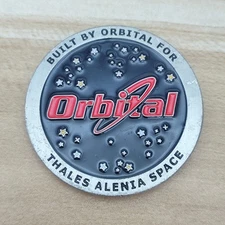 BUILT BY ORBITAL FOR
Orbital
THALES ALENIA SPACE